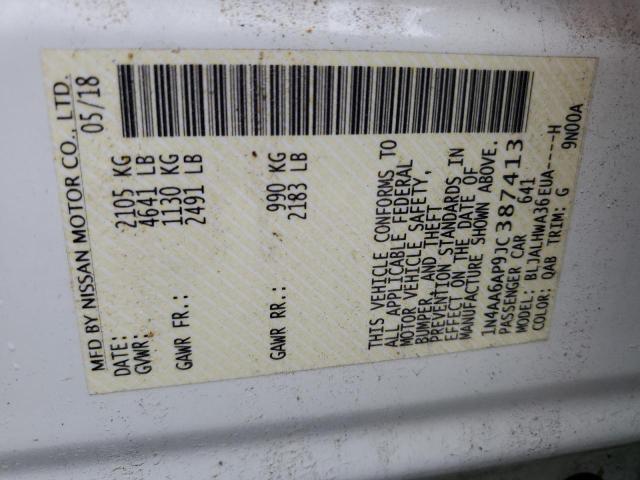 MFD BY NISSAN MOTOR CO., LTD.
DATE: 05/18
GVWR: 2105 KG
4641 LB
GAWR FR.: 1130 KG
2491 LB
GAWR RR.: 990 KG
2183 LB
THIS VEHICLE CONFORMS TO
ALL APPLICABLE FEDERAL
MOTOR VEHICLE SAFETY,
BUMPER, AND THEFT
PREVENTION STANDARDS IN
EFFECT ON THE DATE OF
MANUFACTURE SHOWN ABOVE.
1N4AA6AP9JC387413
PASSENGER CAR 641
MODEL: BLJALHWA36EUA-----H
COLOR: QAB TRIM: G 9N00A